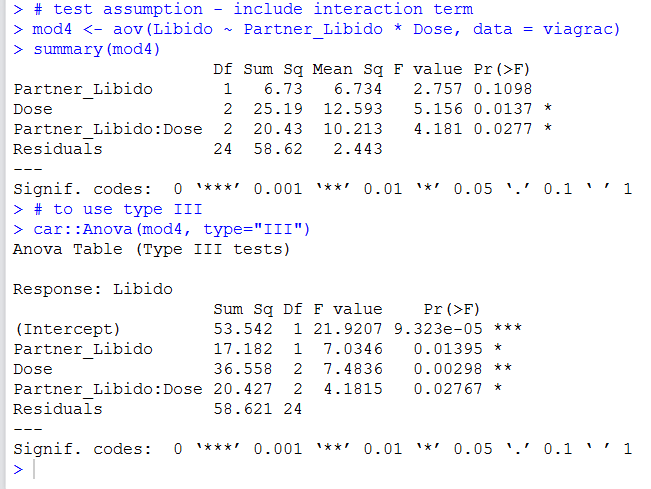 > # test assumption - include interaction term
> mod4 <- aov(Libido ~ Partner_Libido * Dose, data = viagrac)
> summary(mod4)
                    Df Sum Sq Mean Sq F value Pr(>F)
Partner_Libido       1   6.73   6.734   2.757 0.1098
Dose                 2  25.19  12.593   5.156 0.0137 *
Partner_Libido:Dose  2  20.43  10.213   4.181 0.0277 *
Residuals           24  58.62   2.443
---
Signif. codes:  0 ‘***’ 0.001 ‘**’ 0.01 ‘*’ 0.05 ‘.’ 0.1 ‘ ’ 1
> # to use type III
> car::Anova(mod4, type="III")
Anova Table (Type III tests)

Response: Libido
                    Sum Sq Df F value    Pr(>F)
(Intercept)         53.542  1 21.9207 9.323e-05 ***
Partner_Libido      17.182  1  7.0346   0.01395 *
Dose                36.558  2  7.4836   0.00298 **
Partner_Libido:Dose 20.427  2  4.1815   0.02767 *
Residuals           58.621 24
---
Signif. codes:  0 ‘***’ 0.001 ‘**’ 0.01 ‘*’ 0.05 ‘.’ 0.1 ‘ ’ 1
>